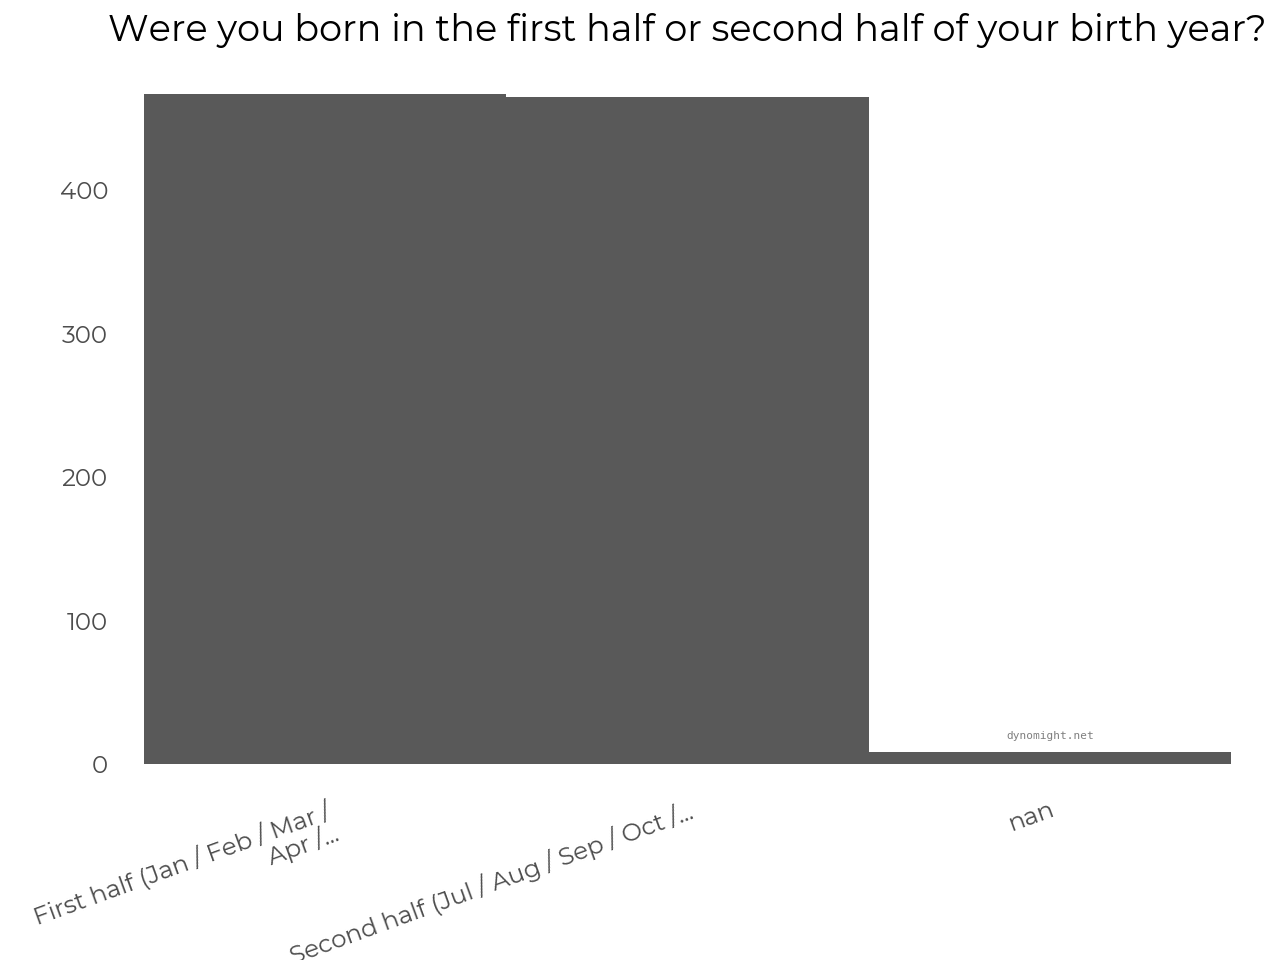 Were you born in the first half or second half of your birth year?
400
300
200
100
0
dynomight.net
First half (Jan / Feb / Mar /
Apr /...
Second half (Jul / Aug / Sep / Oct /...
nan